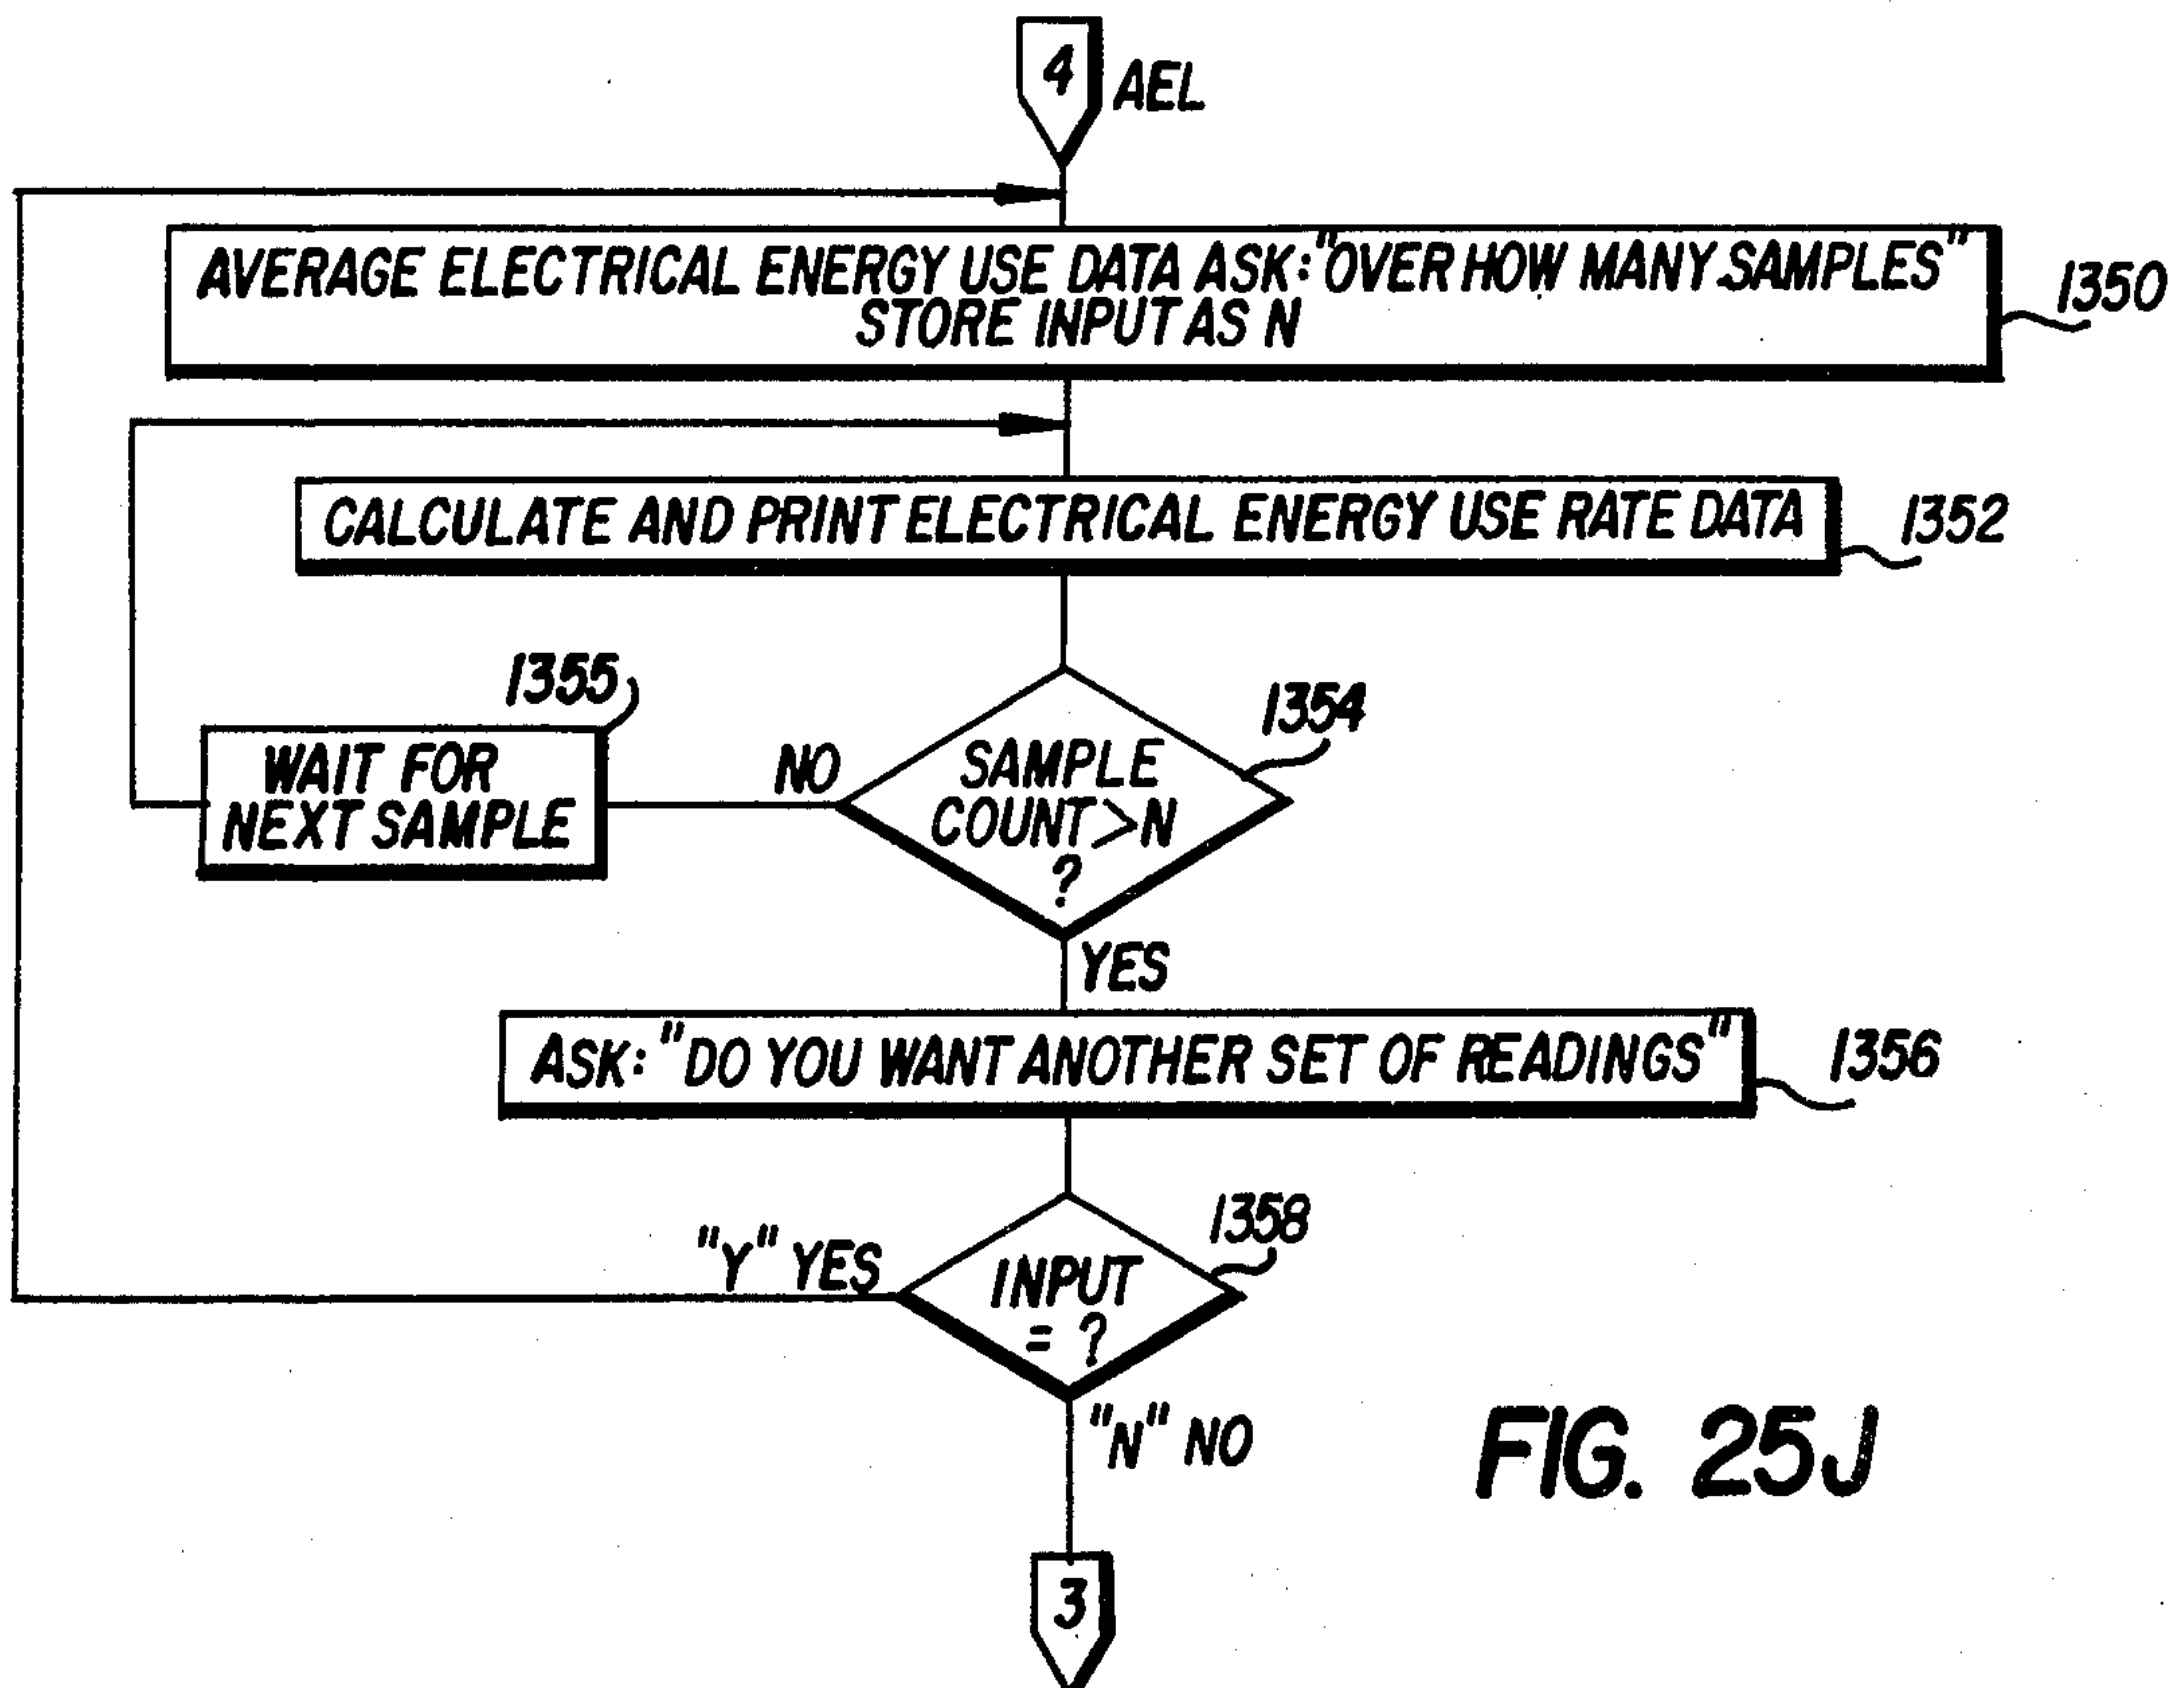 4 AEL
AVERAGE ELECTRICAL ENERGY USE DATA ASK: "OVER HOW MANY SAMPLES"
STORE INPUT AS N
1350
CALCULATE AND PRINT ELECTRICAL ENERGY USE RATE DATA
1352
1355
WAIT FOR
NEXT SAMPLE
NO
SAMPLE
COUNT>N
?
1354
YES
ASK: "DO YOU WANT ANOTHER SET OF READINGS"
1356
"Y" YES
INPUT
= ?
1358
"N" NO
3
FIG. 25J